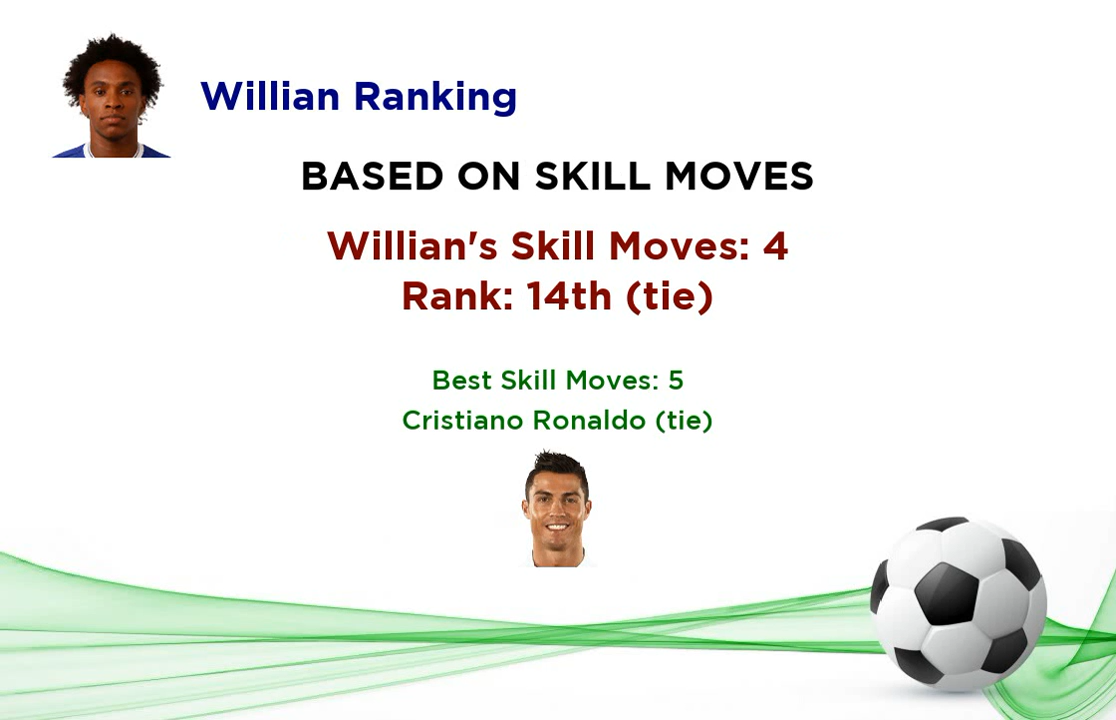 Willian Ranking
BASED ON SKILL MOVES
Willian's Skill Moves: 4
Rank: 14th (tie)
Best Skill Moves: 5
Cristiano Ronaldo (tie)